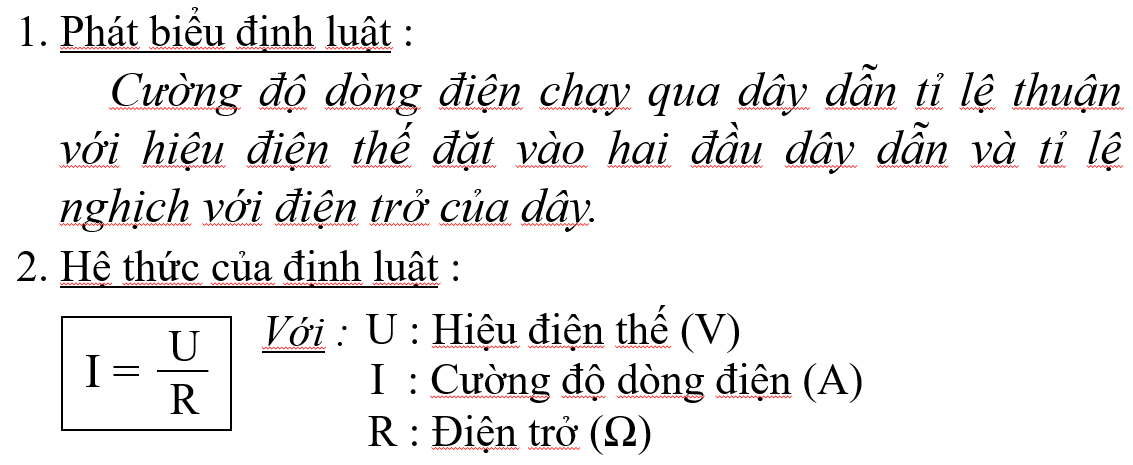 1. Phát biểu định luật :
Cường độ dòng điện chạy qua dây dẫn tỉ lệ thuận
với hiệu điện thế đặt vào hai đầu dây dẫn và tỉ lệ
nghịch với điện trở của dây.
2. Hệ thức của định luật :
I = U/R
Với : U : Hiệu điện thế (V)
I : Cường độ dòng điện (A)
R : Điện trở (Ω)